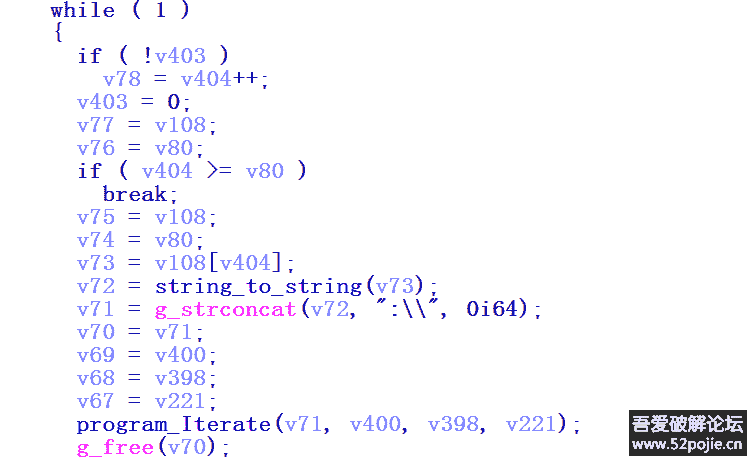 while ( 1 )
{
if ( !v403 )
v78 = v404++;
v403 = 0;
v77 = v108;
v76 = v80;
if ( v404 >= v80 )
break;
v75 = v108;
v74 = v80;
v73 = v108[v404];
v72 = string_to_string(v73);
v71 = g_strconcat(v72, ":\\", 0i64);
v70 = v71;
v69 = v400;
v68 = v398;
v67 = v221;
program_Iterate(v71, v400, v398, v221);
g_free(v70);
吾爱破解论坛
www.52pojie.cn